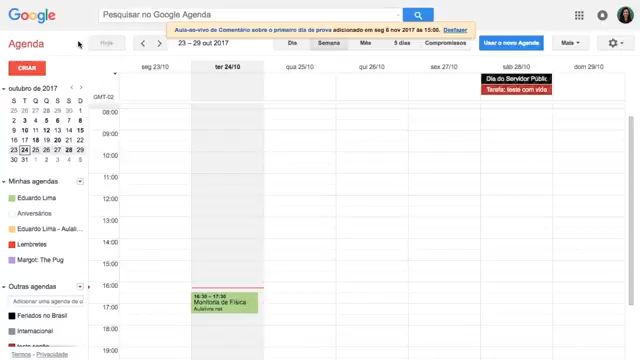 Google
Pesquisar no Google Agenda
Aula-ao-vivo de Comentário sobre o primeiro dia de prova adicionado em seg 6 nov 2017 às 15:00. Desfazer
Agenda
Hoje
23 – 29 out 2017
Dia
Semana
Mês
5 dias
Compromissos
Usar o novo Agenda
Mais
CRIAR
seg 23/10
ter 24/10
qua 25/10
qui 26/10
sex 27/10
sáb 28/10
dom 29/10
Dia do Servidor Públic
Tarefa: teste com vide
GMT-02
outubro de 2017
S T Q Q S S
25 26 27 28 29 30 1
2 3 4 5 6 7 8
9 10 11 12 13 14 15
16 17 18 19 20 21 22
23 24 25 26 27 28 29
30 31 1 2 3 4 5
08:00
09:00
10:00
11:00
12:00
13:00
14:00
15:00
16:00
17:00
18:00
19:00
16:30 – 17:30
Monitoria de Física
Aulalivre.net
Minhas agendas
Eduardo Lima
Aniversários
Eduardo Lima - Aulali...
Lembretes
Margot: The Pug
Outras agendas
Adicionar uma agenda de u
Feriados no Brasil
Internacional
Termos - Privacidade